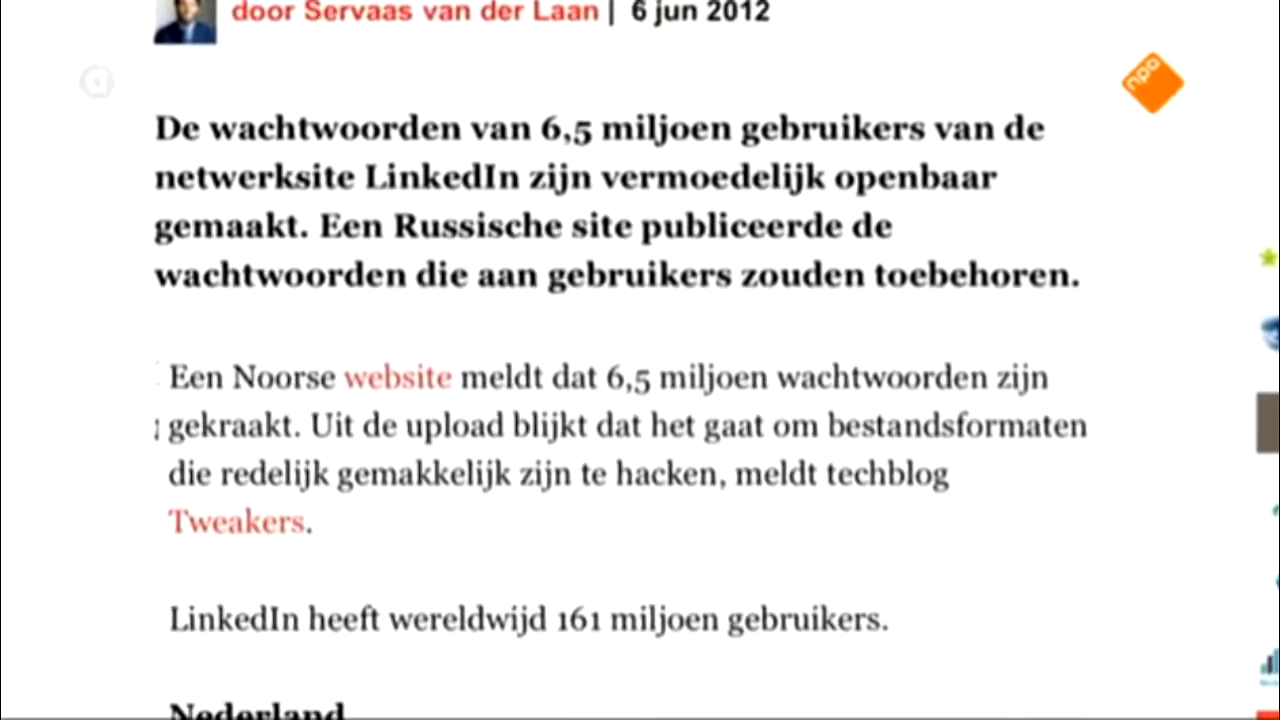 door Servaas van der Laan | 6 jun 2012
npo
De wachtwoorden van 6,5 miljoen gebruikers van de
netwerksite LinkedIn zijn vermoedelijk openbaar
gemaakt. Een Russische site publiceerde de
wachtwoorden die aan gebruikers zouden toebehoren.
Een Noorse website meldt dat 6,5 miljoen wachtwoorden zijn
gekraakt. Uit de upload blijkt dat het gaat om bestandsformaten
die redelijk gemakkelijk zijn te hacken, meldt techblog
Tweakers.
LinkedIn heeft wereldwijd 161 miljoen gebruikers.
Nederland